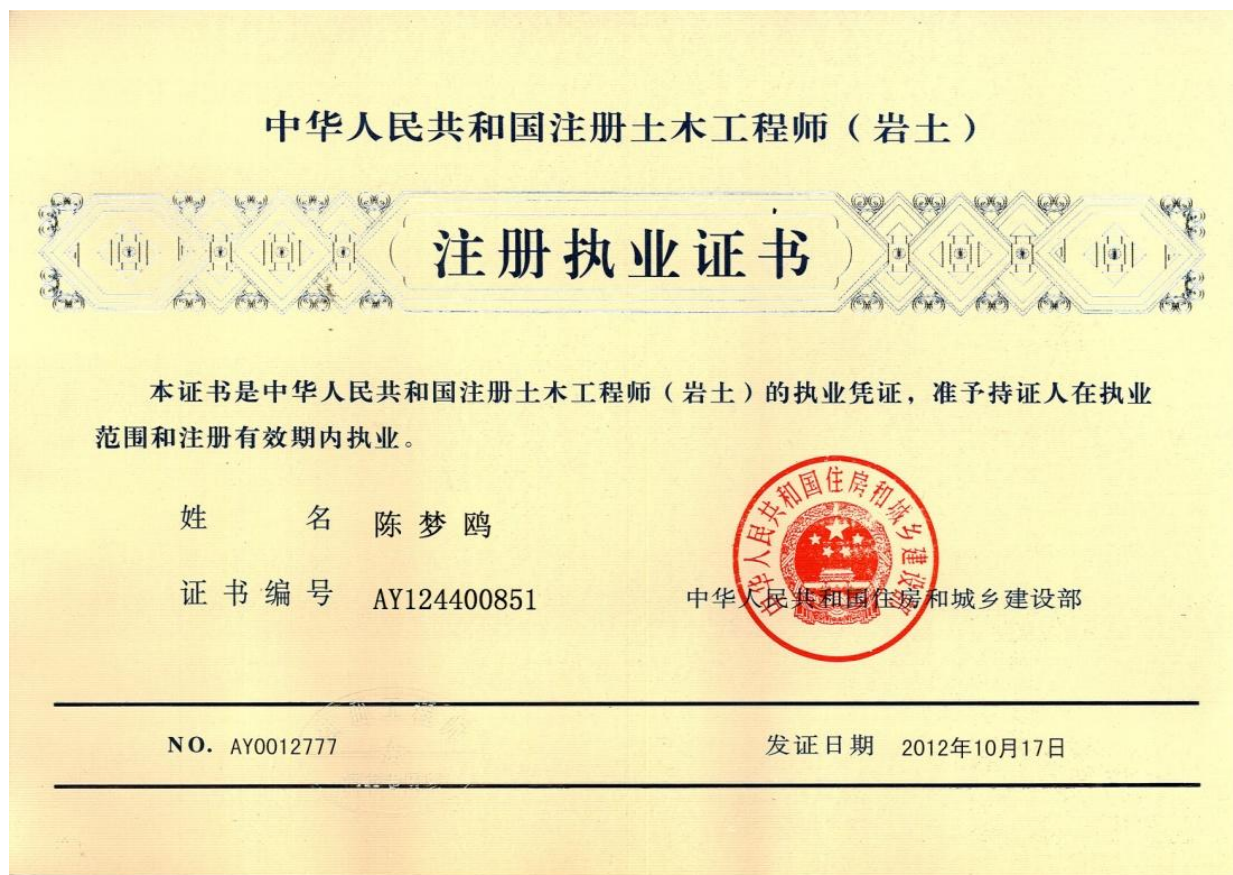 中华人民共和国注册土木工程师（岩土）
注册执业证书
本证书是中华人民共和国注册土木工程师（岩土）的执业凭证，准予持证人在执业
范围和注册有效期内执业。
姓 名 陈梦鸥
证书编号 AY124400851
中华人民共和国住房和城乡建设部
中华人民共和国住房和城乡建设部
NO. AY0012777
发证日期 2012年10月17日